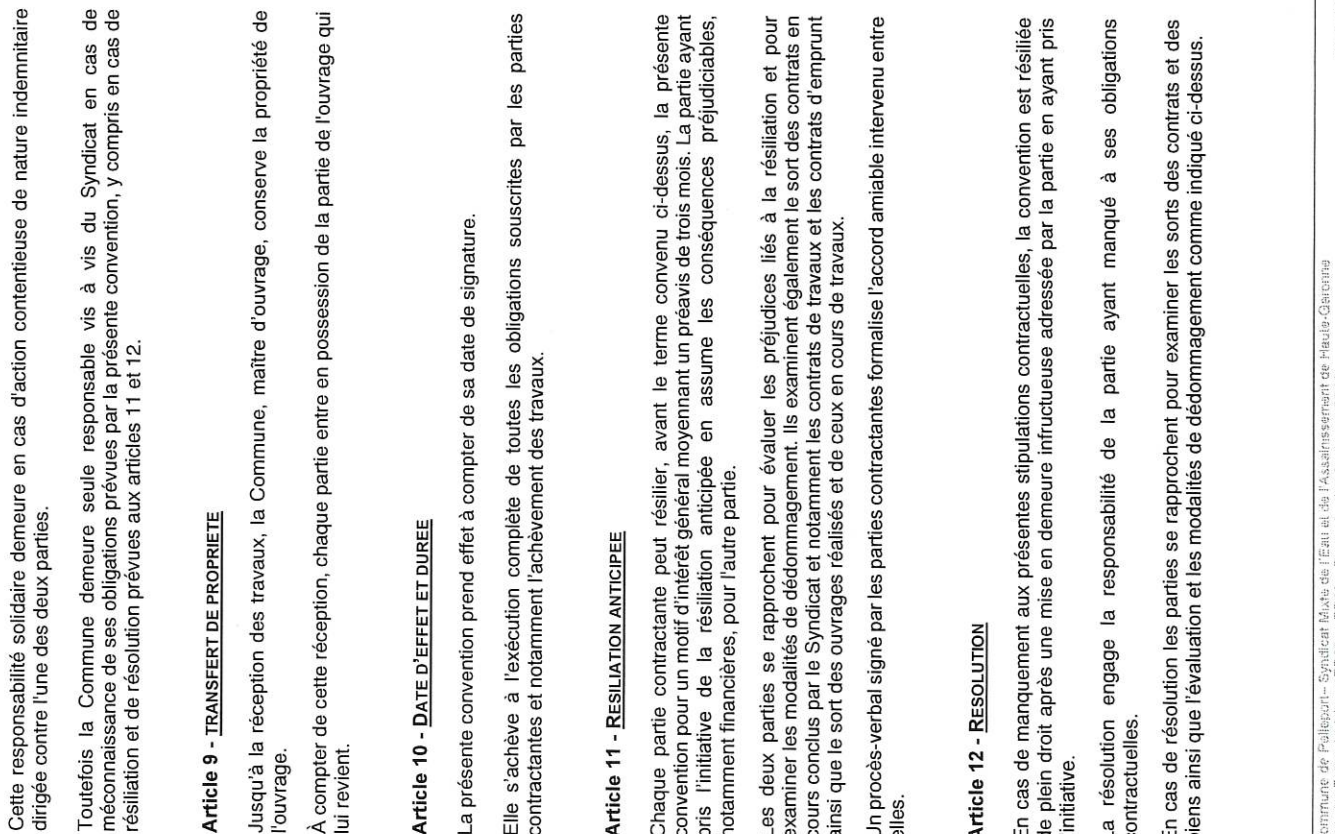 Cette responsabilité solidaire demeure en cas d'action contentieuse de nature indemnitaire
dirigée contre l'une des deux parties.
Toutefois la Commune demeure seule responsable vis à vis du Syndicat en cas de
méconnaissance de ses obligations prévues par la présente convention, y compris en cas de
résiliation et de résolution prévues aux articles 11 et 12.
Article 9 - TRANSFERT DE PROPRIETE
Jusqu'à la réception des travaux, la Commune, maître d'ouvrage, conserve la propriété de
l'ouvrage.
À compter de cette réception, chaque partie entre en possession de la partie de l'ouvrage qui
lui revient.
Article 10 - DATE D'EFFET ET DUREE
La présente convention prend effet à compter de sa date de signature.
Elle s'achève à l'exécution complète de toutes les obligations souscrites par les parties
contractantes et notamment l'achèvement des travaux.
Article 11 - RESILIATION ANTICIPEE
Chaque partie contractante peut résilier, avant le terme convenu ci-dessus, la présente
convention pour un motif d'intérêt général moyennant un préavis de trois mois. La partie ayant
pris l'initiative de la résiliation anticipée en assume les conséquences préjudiciables,
notamment financières, pour l'autre partie.
Les deux parties se rapprochent pour évaluer les préjudices liés à la résiliation et pour
examiner les modalités de dédommagement. Ils examinent également le sort des contrats en
cours conclus par le Syndicat et notamment les contrats de travaux et les contrats d'emprunt
ainsi que le sort des ouvrages réalisés et de ceux en cours de travaux.
Un procès-verbal signé par les parties contractantes formalise l'accord amiable intervenu entre
elles.
Article 12 - RESOLUTION
En cas de manquement aux présentes stipulations contractuelles, la convention est résiliée
de plein droit après une mise en demeure infructueuse adressée par la partie en ayant pris
l'initiative.
La résolution engage la responsabilité de la partie ayant manqué à ses obligations
contractuelles.
En cas de résolution les parties se rapprochent pour examiner les sorts des contrats et des
biens ainsi que l'évaluation et les modalités de dédommagement comme indiqué ci-dessus.
Commune de Pelleport– Syndicat Mixte de l'Eau et de l'Assainissement de Haute-Garonne